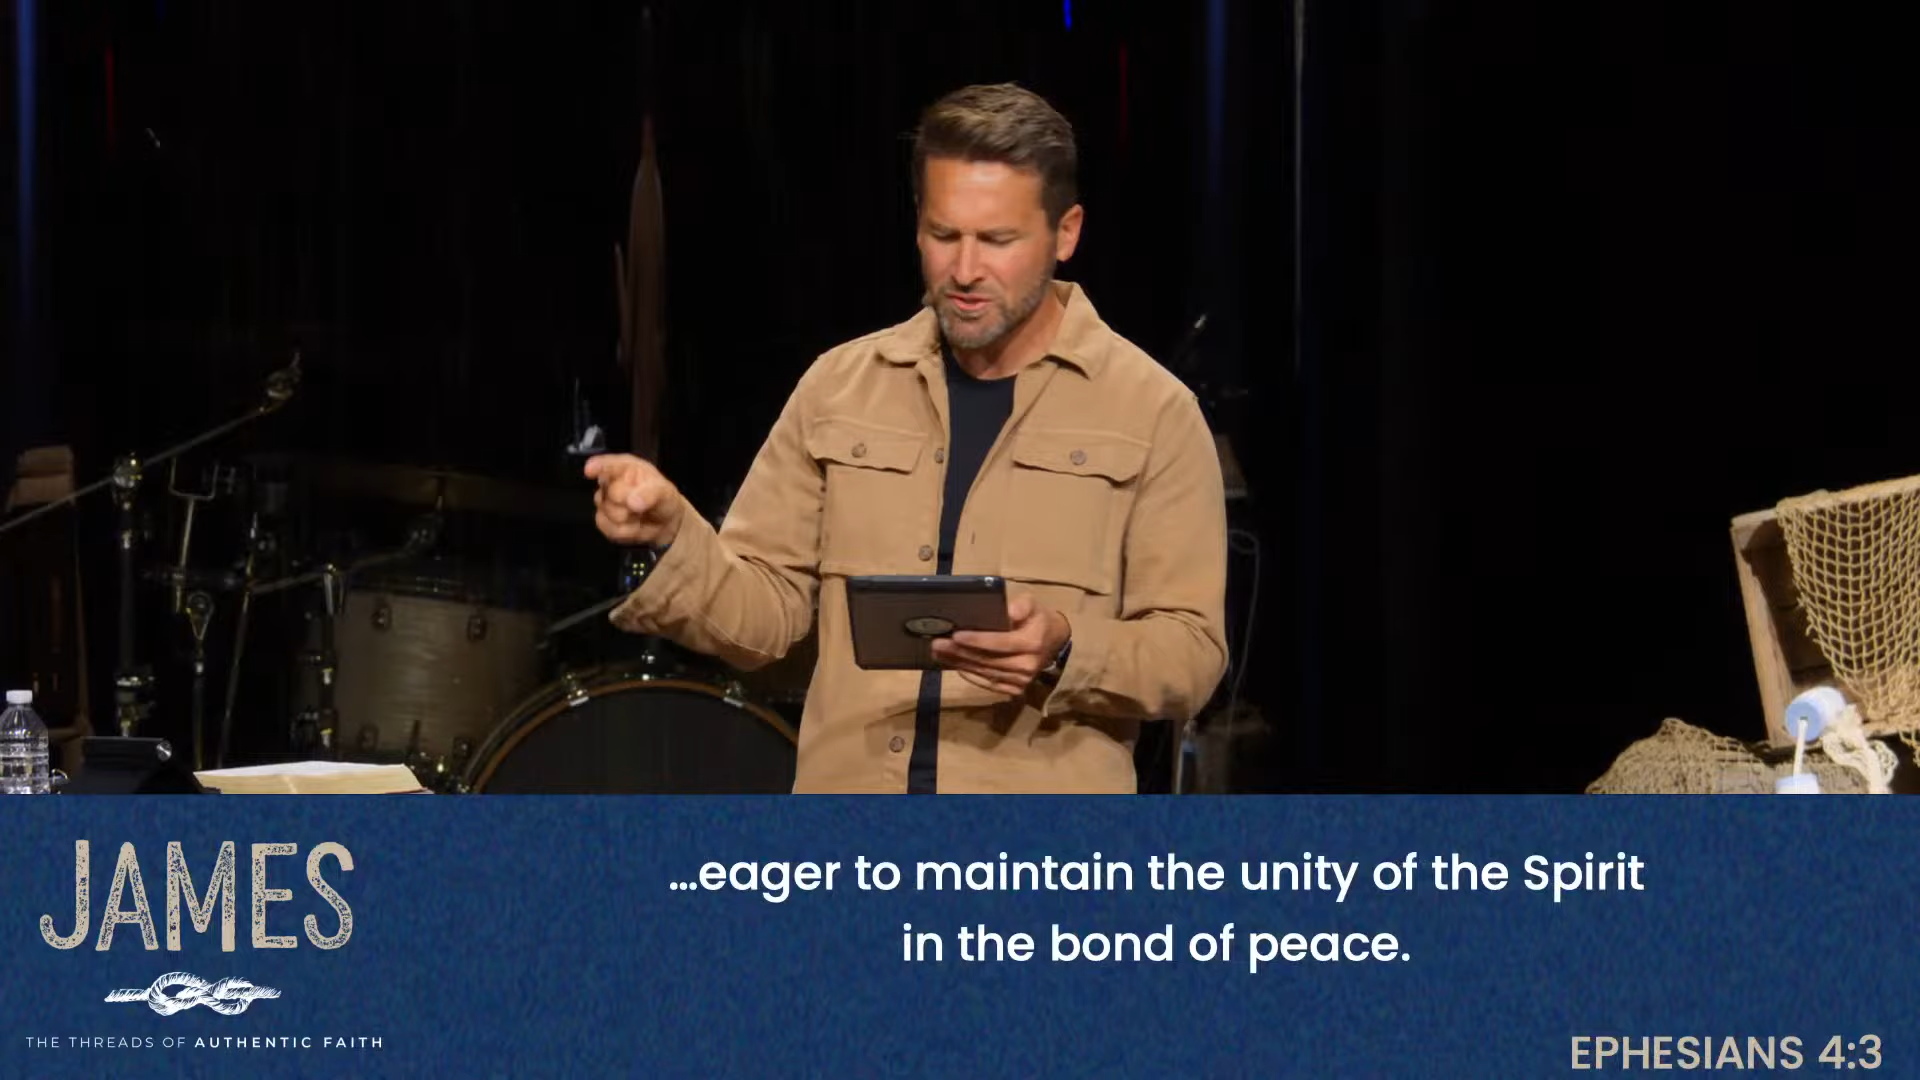 JAMES
THE THREADS OF AUTHENTIC FAITH
...eager to maintain the unity of the Spirit
in the bond of peace.
EPHESIANS 4:3